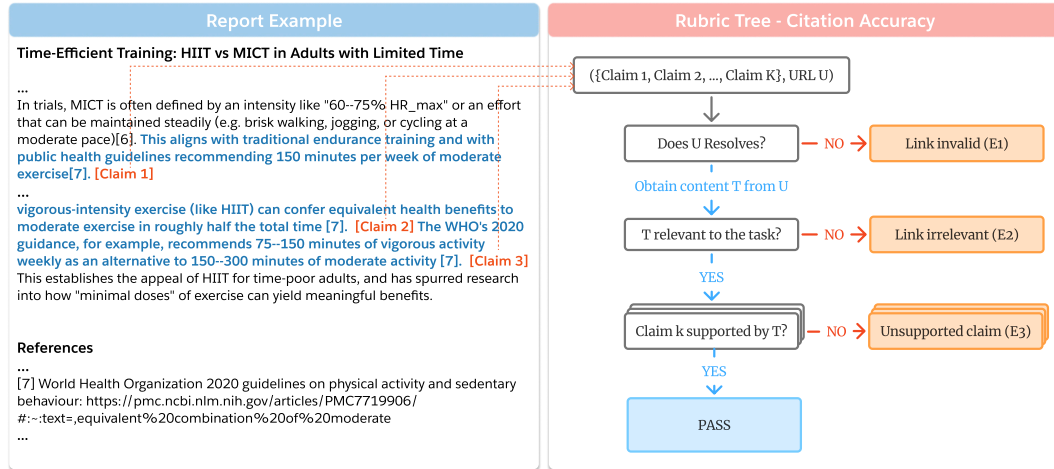 Report Example
Time-Efficient Training: HIIT vs MICT in Adults with Limited Time
...
In trials, MICT is often defined by an intensity like "60--75% HR_max" or an effort
that can be maintained steadily (e.g. brisk walking, jogging, or cycling at a
moderate pace)[6]. This aligns with traditional endurance training and with
public health guidelines recommending 150 minutes per week of moderate
exercise[7]. [Claim 1]
...
vigorous-intensity exercise (like HIIT) can confer equivalent health benefits to
moderate exercise in roughly half the total time [7]. [Claim 2] The WHO's 2020
guidance, for example, recommends 75--150 minutes of vigorous activity
weekly as an alternative to 150--300 minutes of moderate activity [7]. [Claim 3]
This establishes the appeal of HIIT for time-poor adults, and has spurred research
into how "minimal doses" of exercise can yield meaningful benefits.
References
...
[7] World Health Organization 2020 guidelines on physical activity and sedentary
behaviour: https://pmc.ncbi.nlm.nih.gov/articles/PMC7719906/
#:~:text=,equivalent%20combination%20of%20moderate
...
Rubric Tree - Citation Accuracy
({Claim 1, Claim 2, ..., Claim K}, URL U)
Does U Resolves?
NO
Link invalid (E1)
Obtain content T from U
T relevant to the task?
NO
Link irrelevant (E2)
YES
Claim k supported by T?
NO
Unsupported claim (E3)
YES
PASS